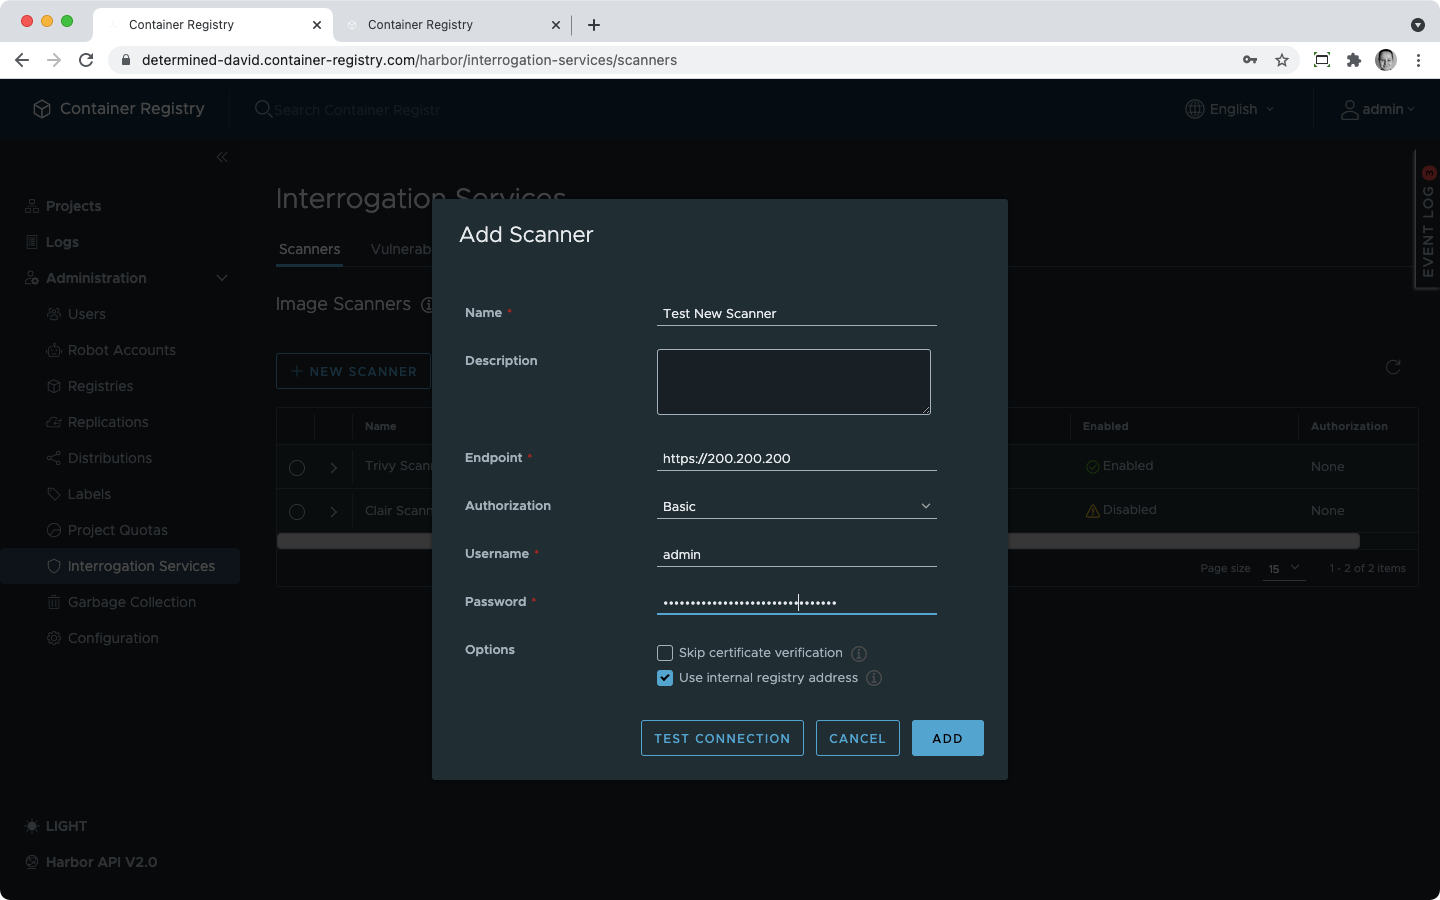 Container Registry
Container Registry
determined-david.container-registry.com/harbor/interrogation-services/scanners
Container Registry
Search Container Registr
English
admin
Projects
Logs
Administration
Users
Robot Accounts
Registries
Replications
Distributions
Labels
Project Quotas
Interrogation Services
Garbage Collection
Configuration
LIGHT
Harbor API V2.0
Interrogation Services
Scanners
Vulnerab
Image Scanners
+ NEW SCANNER
Name
Enabled
Authorization
Trivy Scan
Enabled
None
Clair Scann
Disabled
None
Page size
15
1 - 2 of 2 items
EVENT LOG 3
Add Scanner
Name *
Test New Scanner
Description
Endpoint *
https://200.200.200
Authorization
Basic
Username *
admin
Password *
Options
Skip certificate verification
Use internal registry address
TEST CONNECTION
CANCEL
ADD